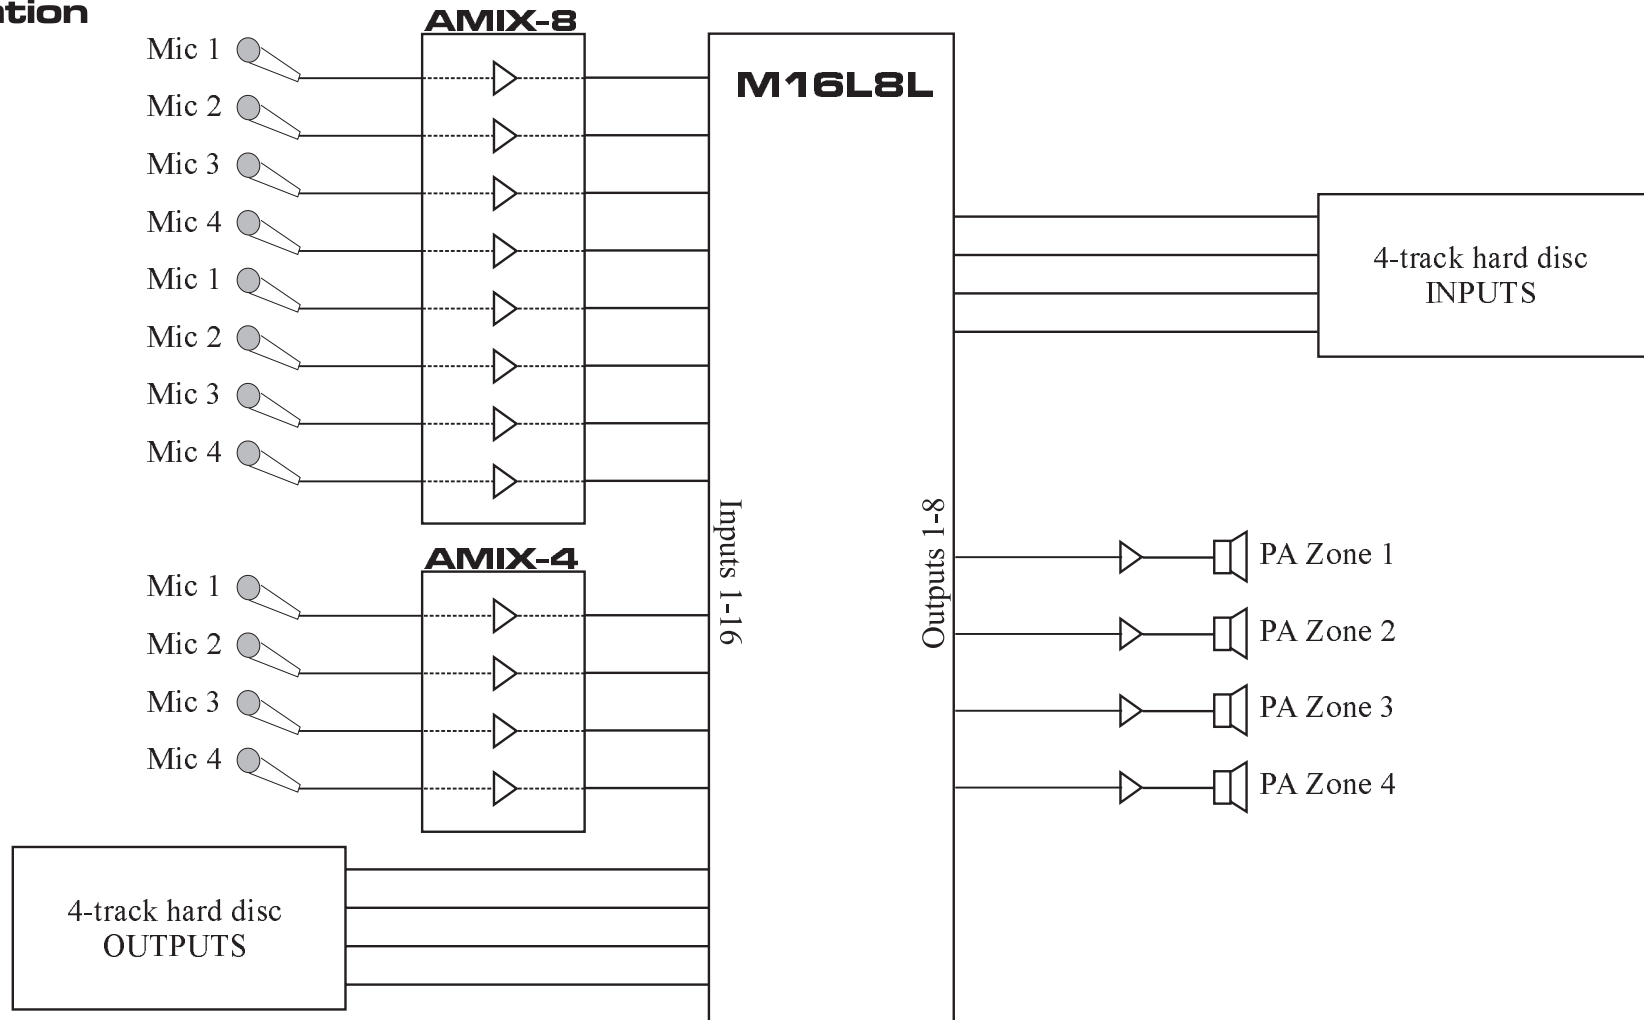 ation
AMIX-8
Mic 1
Mic 2
Mic 3
Mic 4
Mic 1
Mic 2
Mic 3
Mic 4
AMIX-4
Mic 1
Mic 2
Mic 3
Mic 4
4-track hard disc
OUTPUTS
M16L8L
Inputs 1-16
Outputs 1-8
4-track hard disc
INPUTS
PA Zone 1
PA Zone 2
PA Zone 3
PA Zone 4